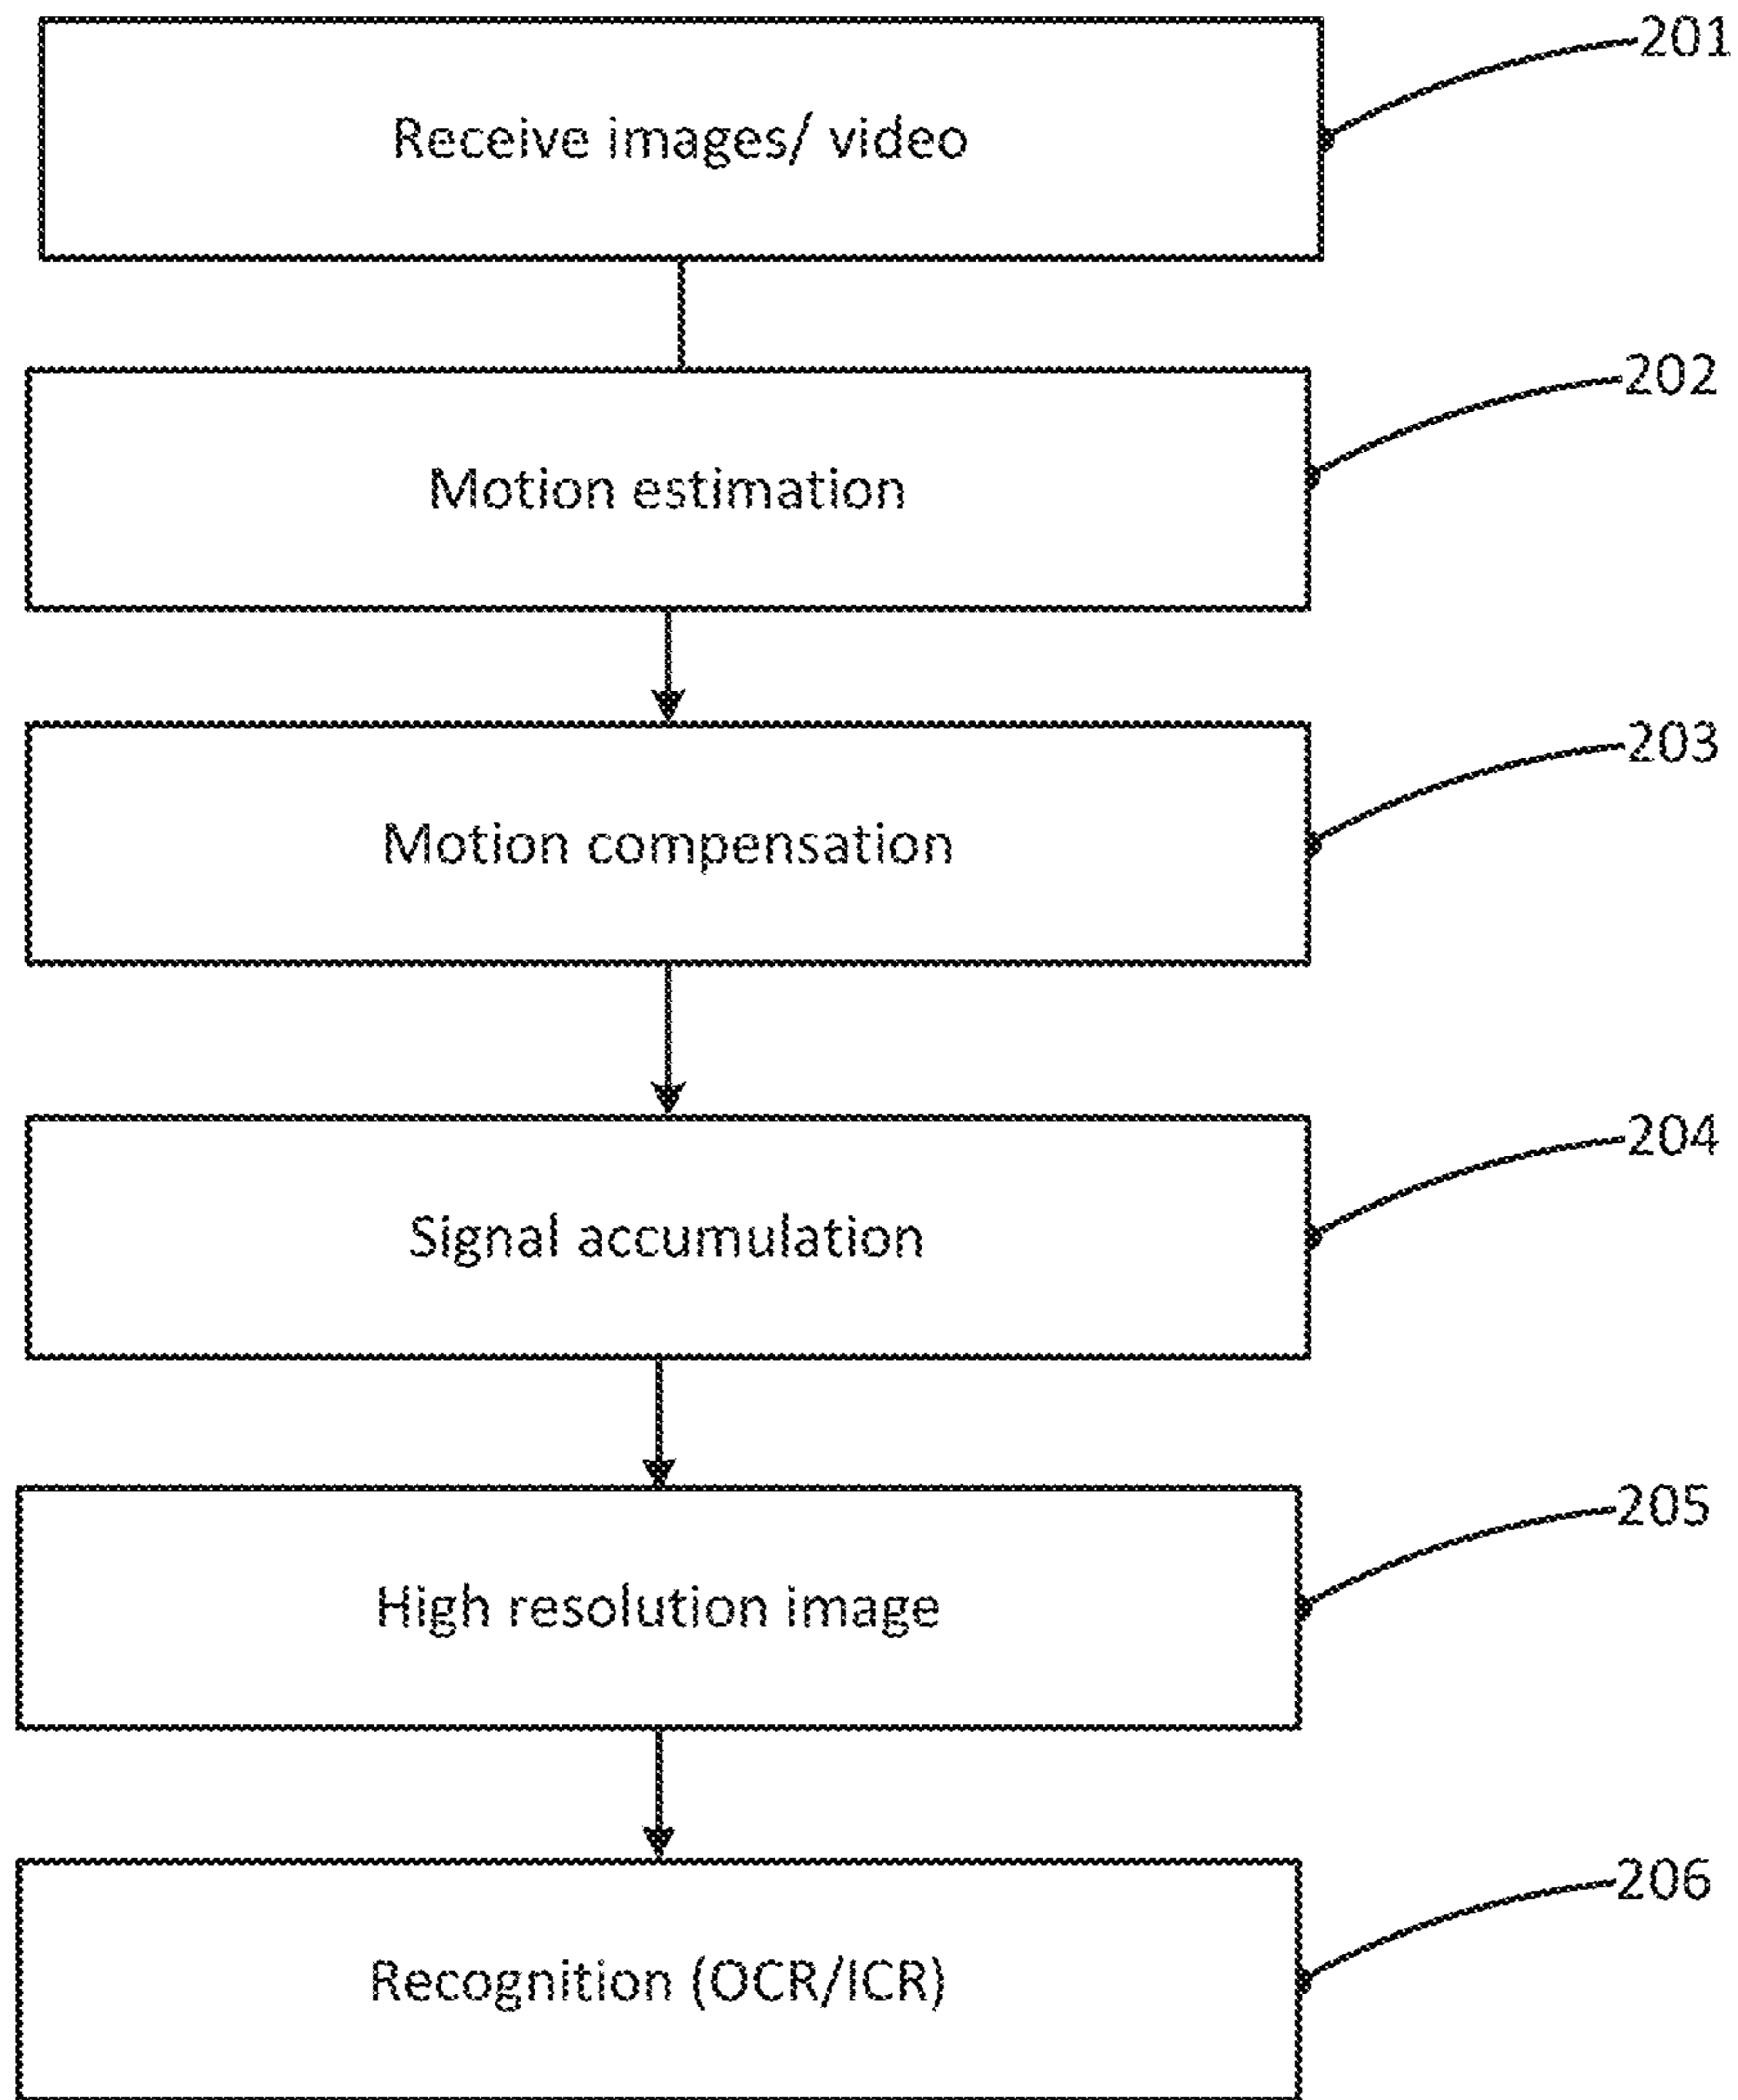 201
Receive images/ video
202
Motion estimation
203
Motion compensation
204
Signal accumulation
205
High resolution image
206
Recognition (OCR/ICR)